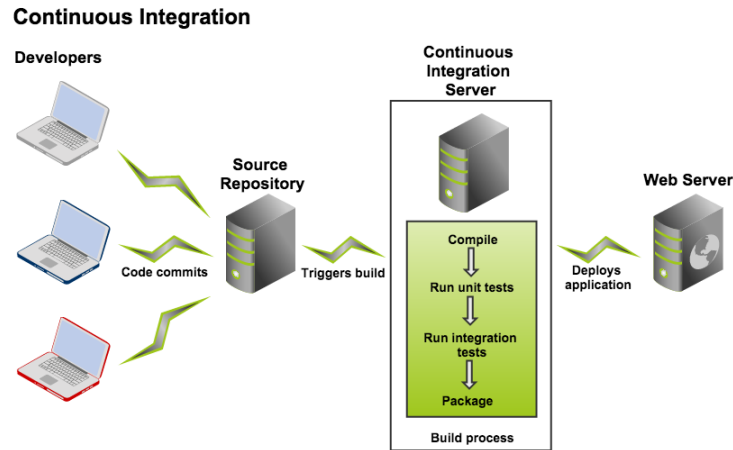 Continuous Integration
Developers
Continuous
Integration
Server
Source
Repository
Web Server
Code commits
Triggers build
Compile
Run unit tests
Run integration
tests
Package
Build process
Deploys
application